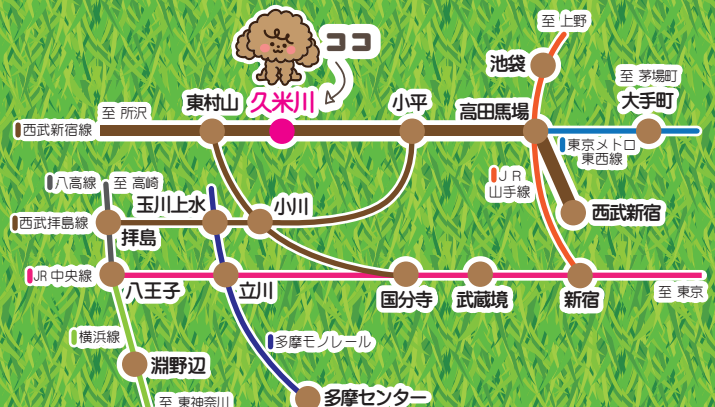 至 上野
ココ
池袋
至 茅場町
大手町
東村山
久米川
小平
高田馬場
至 所沢
西武新宿線
東京メトロ
東西線
JR
山手線
八高線
至 高崎
玉川上水
小川
西武新宿
西武拝島線
拝島
JR中央線
八王子
立川
国分寺
武蔵境
新宿
至 東京
横浜線
多摩モノレール
淵野辺
至 東神奈川
多摩センター